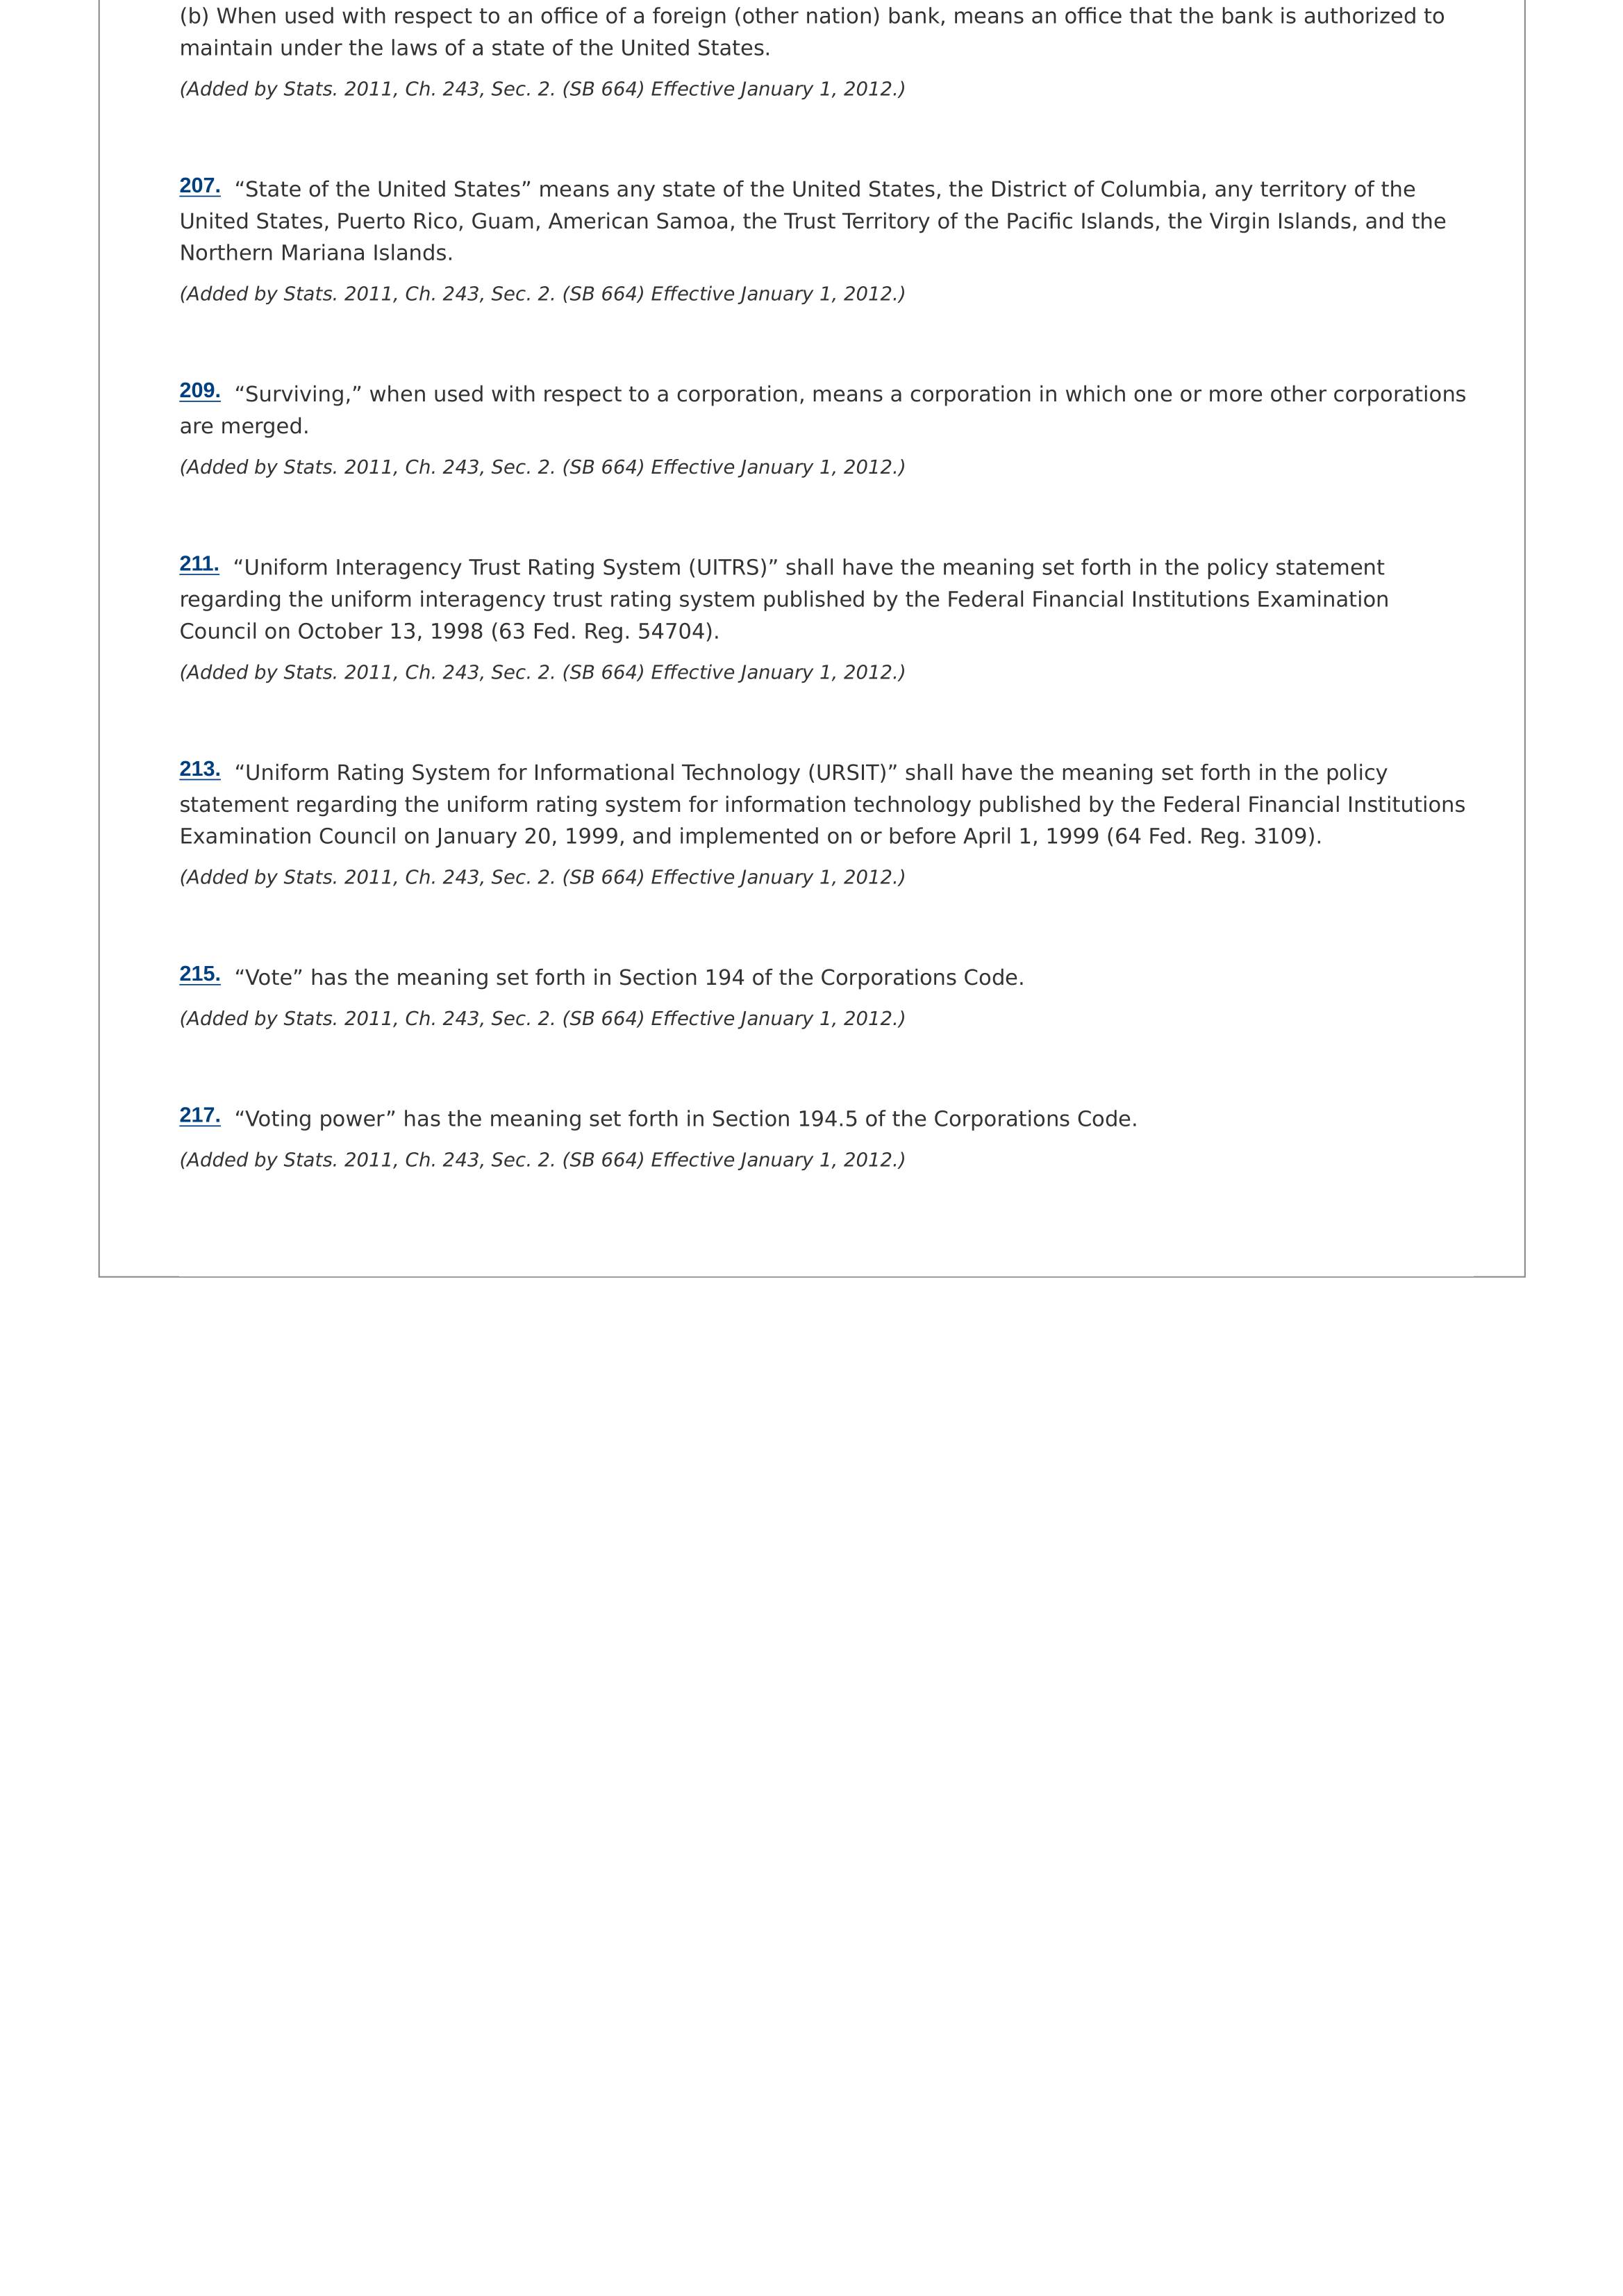 (b) When used with respect to an office of a foreign (other nation) bank, means an office that the bank is authorized to
maintain under the laws of a state of the United States.
(Added by Stats. 2011, Ch. 243, Sec. 2. (SB 664) Effective January 1, 2012.)
207. “State of the United States” means any state of the United States, the District of Columbia, any territory of the
United States, Puerto Rico, Guam, American Samoa, the Trust Territory of the Pacific Islands, the Virgin Islands, and the
Northern Mariana Islands.
(Added by Stats. 2011, Ch. 243, Sec. 2. (SB 664) Effective January 1, 2012.)
209. “Surviving,” when used with respect to a corporation, means a corporation in which one or more other corporations
are merged.
(Added by Stats. 2011, Ch. 243, Sec. 2. (SB 664) Effective January 1, 2012.)
211. “Uniform Interagency Trust Rating System (UITRS)” shall have the meaning set forth in the policy statement
regarding the uniform interagency trust rating system published by the Federal Financial Institutions Examination
Council on October 13, 1998 (63 Fed. Reg. 54704).
(Added by Stats. 2011, Ch. 243, Sec. 2. (SB 664) Effective January 1, 2012.)
213. “Uniform Rating System for Informational Technology (URSIT)” shall have the meaning set forth in the policy
statement regarding the uniform rating system for information technology published by the Federal Financial Institutions
Examination Council on January 20, 1999, and implemented on or before April 1, 1999 (64 Fed. Reg. 3109).
(Added by Stats. 2011, Ch. 243, Sec. 2. (SB 664) Effective January 1, 2012.)
215. “Vote” has the meaning set forth in Section 194 of the Corporations Code.
(Added by Stats. 2011, Ch. 243, Sec. 2. (SB 664) Effective January 1, 2012.)
217. “Voting power” has the meaning set forth in Section 194.5 of the Corporations Code.
(Added by Stats. 2011, Ch. 243, Sec. 2. (SB 664) Effective January 1, 2012.)